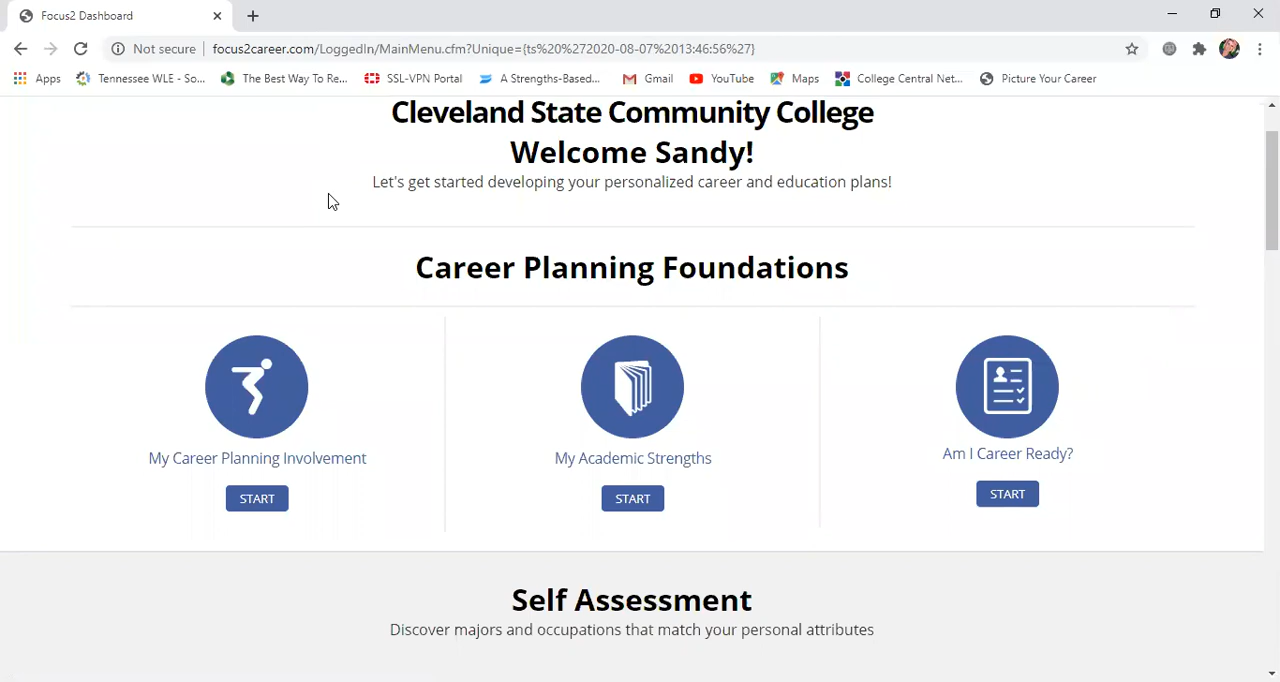 Focus2 Dashboard
Not secure focus2career.com/LoggedIn/MainMenu.cfm?Unique={ts%20%272020-08-07%2013:46:56%27}
Apps Tennessee WLE - So... The Best Way To Re... SSL-VPN Portal A Strengths-Based... Gmail YouTube Maps College Central Net... Picture Your Career
Cleveland State Community College
Welcome Sandy!
Let's get started developing your personalized career and education plans!
Career Planning Foundations
My Career Planning Involvement
START
My Academic Strengths
START
Am I Career Ready?
START
Self Assessment
Discover majors and occupations that match your personal attributes